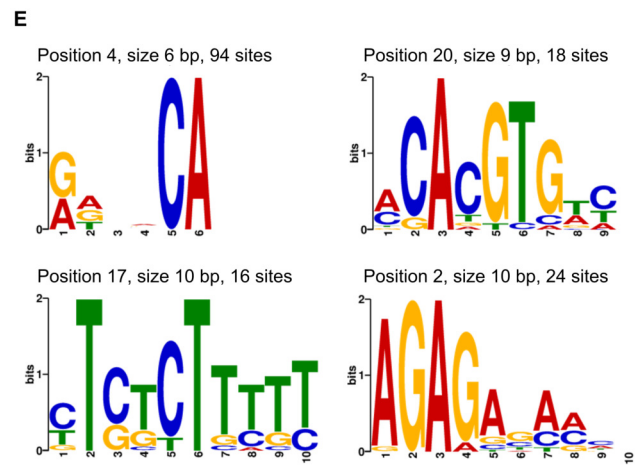 E
Position 4, size 6 bp, 94 sites
2
1
0
bits
G
A
A
G
T
C
A
1 2 3 4 5 6
Position 20, size 9 bp, 18 sites
2
1
0
bits
A
C
C
G
A
C
T
A
G
T
T
C
G
C
A
T
A
C
T
A
1 2 3 4 5 6 7 8 9
Position 17, size 10 bp, 16 sites
2
1
0
bits
C
T
G
T
C
G
T
G
C
T
T
T
G
C
T
C
A
T
G
C
T
C
1 2 3 4 5 6 7 8 9 10
Position 2, size 10 bp, 24 sites
2
1
0
bits
A
G
G
A
G
A
A
G
C
G
C
A
C
T
A
C
G
C
A
1 2 3 4 5 6 7 8 9 10